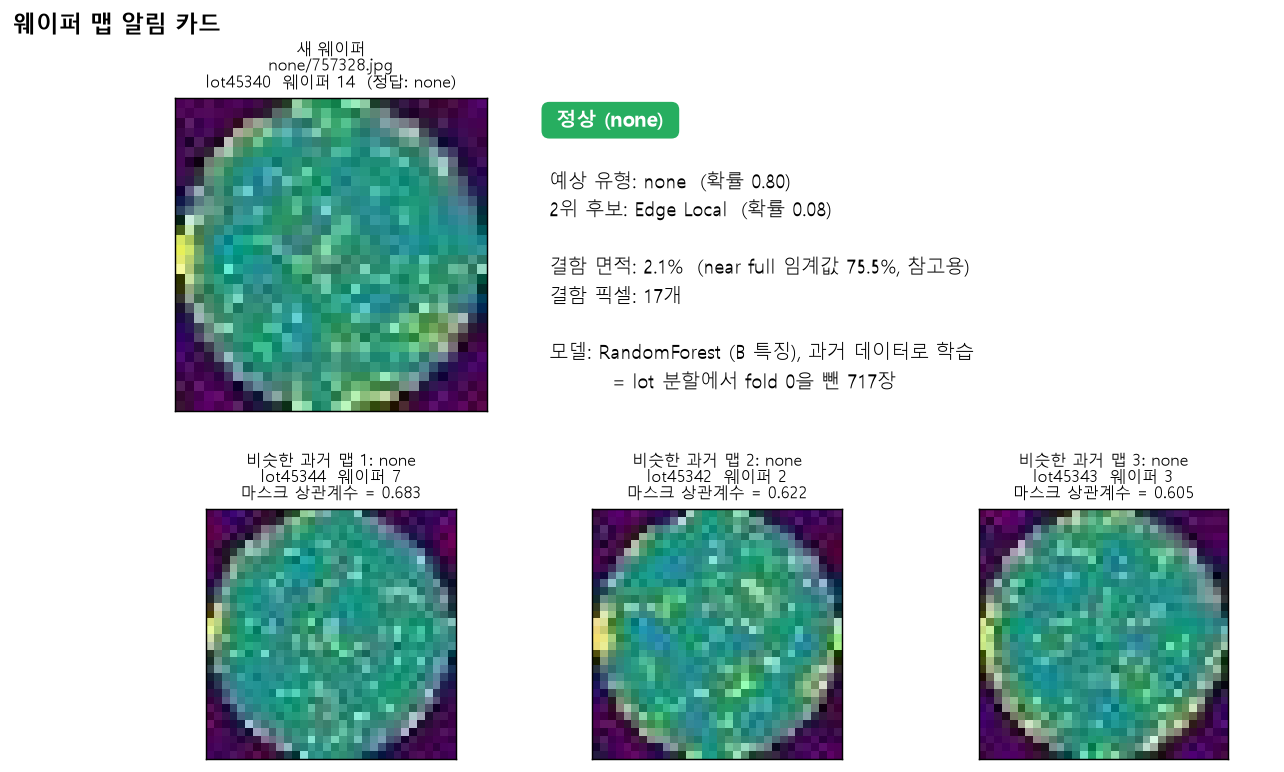 웨이퍼 맵 알림 카드
새 웨이퍼
none/757328.jpg
lot45340 웨이퍼 14 (정답: none)
정상 (none)
예상 유형: none (확률 0.80)
2위 후보: Edge Local (확률 0.08)
결함 면적: 2.1% (near full 임계값 75.5%, 참고용)
결함 픽셀: 17개
모델: RandomForest (B 특징), 과거 데이터로 학습
= lot 분할에서 fold 0을 뺀 717장
비슷한 과거 맵 1: none
lot45344 웨이퍼 7
마스크 상관계수 = 0.683
비슷한 과거 맵 2: none
lot45342 웨이퍼 2
마스크 상관계수 = 0.622
비슷한 과거 맵 3: none
lot45343 웨이퍼 3
마스크 상관계수 = 0.605